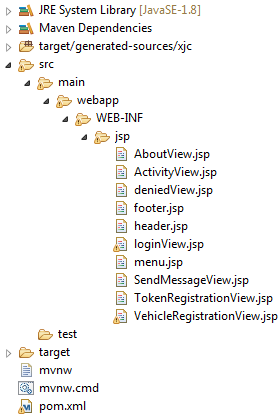 JRE System Library [JavaSE-1.8]
Maven Dependencies
target/generated-sources/xjc
src
main
webapp
WEB-INF
jsp
AboutView.jsp
ActivityView.jsp
deniedView.jsp
footer.jsp
header.jsp
loginView.jsp
menu.jsp
SendMessageView.jsp
TokenRegistrationView.jsp
VehicleRegistrationView.jsp
test
target
mvnw
mvnw.cmd
pom.xml